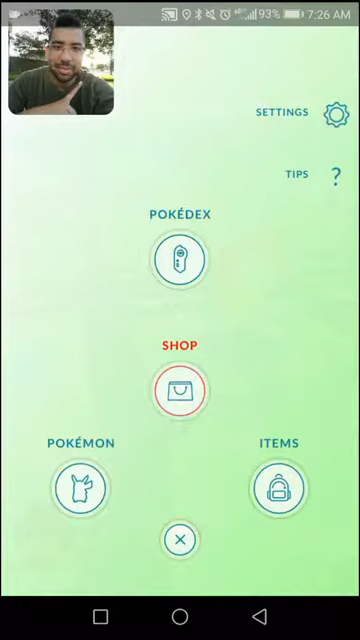 93% 7:26 AM
SETTINGS
TIPS ?
POKÉDEX
SHOP
POKÉMON
ITEMS